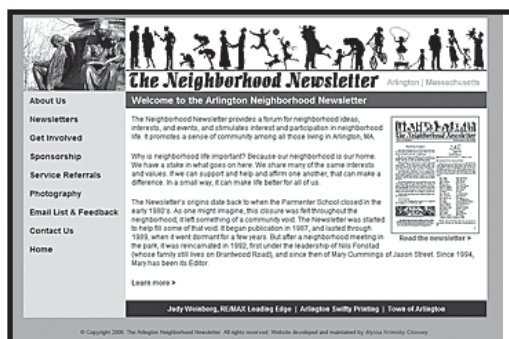 The Neighborhood Newsletter
Arlington | Massachusetts
About Us
Newsletters
Get Involved
Sponsorship
Service Referrals
Photography
Email List & Feedback
Contact Us
Home
Welcome to the Arlington Neighborhood Newsletter
The Neighborhood Newsletter provides a forum for neighborhood ideas,
interests, and events, and stimulates interest and participation in neighborhood
life. It promotes a sense of community among all those living in Arlington, MA.
Why is neighborhood life important? Because our neighborhood is our home.
We have a stake in what goes on here. We share many of the same interests
and values. If we can support and help and affirm one another, that can make a
difference. In a small way, it can make life better for all of us.
The Newsletter's origins date back to when the Parmenter School closed in the
early 1980's. As one might imagine, this closure was felt throughout the
neighborhood, it left something of a community void. The Newsletter was started
to help fill some of that void. It began publication in 1987, and lasted through
1989, when it went dormant for a few years. But after a neighborhood meeting in
the park, it was reincarnated in 1992, first under the leadership of Nils Fonstad
(whose family still lives on Brantwood Road), and since then of Mary Cummings of Jason Street. Since 1994,
Mary has been its Editor.
Learn more >
Read the newsletter >
Judy Weinberg, RE/MAX Leading Edge | Arlington Swifty Printing | Town of Arlington
© Copyright 2008. The Arlington Neighborhood Newsletter. All rights reserved. Website developed and maintained by Alyssa Krimsky Clossey.